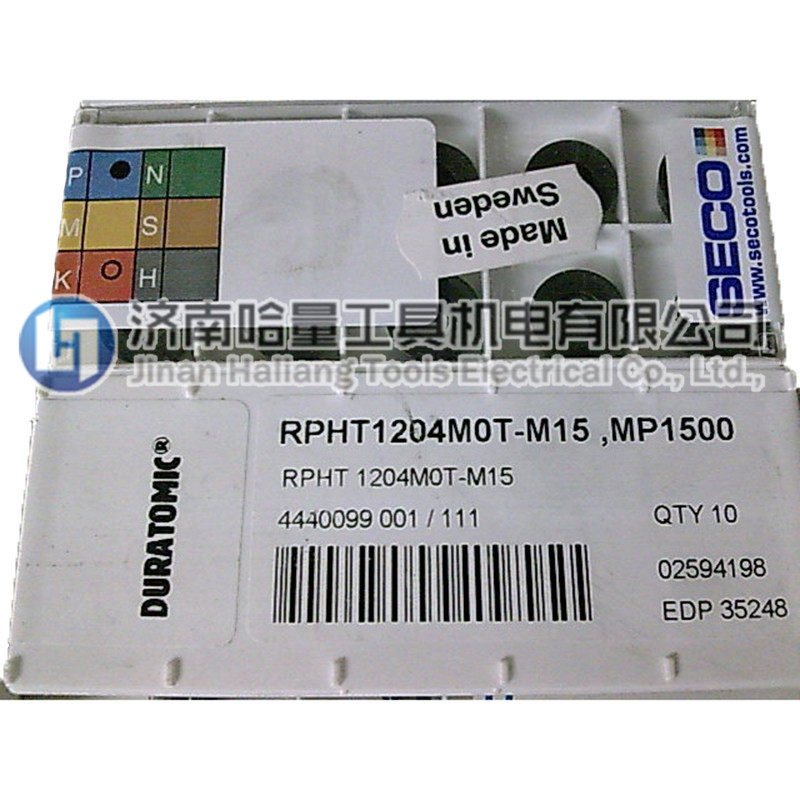 P N
M S
K H
Made in
Sweden
SECO
www.secotools.com
济南哈量工具机电有限公司
Jinan Haliang Tools Electrical Co., Ltd.,
DURATOMIC®
RPHT1204M0T-M15 ,MP1500
RPHT 1204M0T-M15
4440099 001 / 111
QTY 10
02594198
EDP 35248